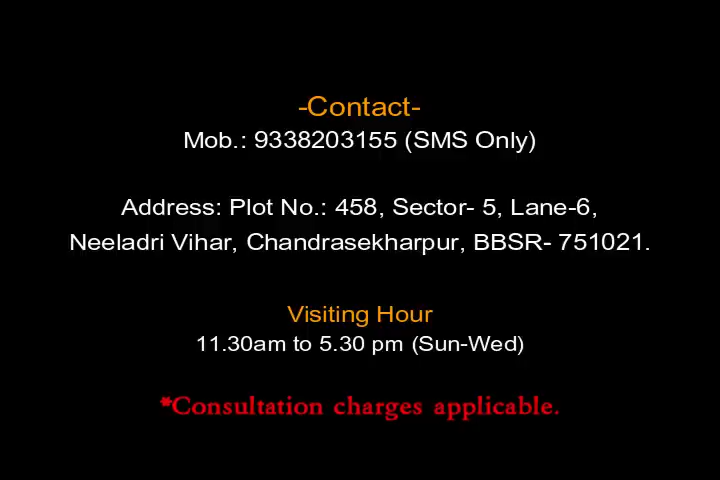 -Contact-
Mob.: 9338203155 (SMS Only)
Address: Plot No.: 458, Sector- 5, Lane-6,
Neeladri Vihar, Chandrasekharpur, BBSR- 751021.
Visiting Hour
11.30am to 5.30 pm (Sun-Wed)
*Consultation charges applicable.